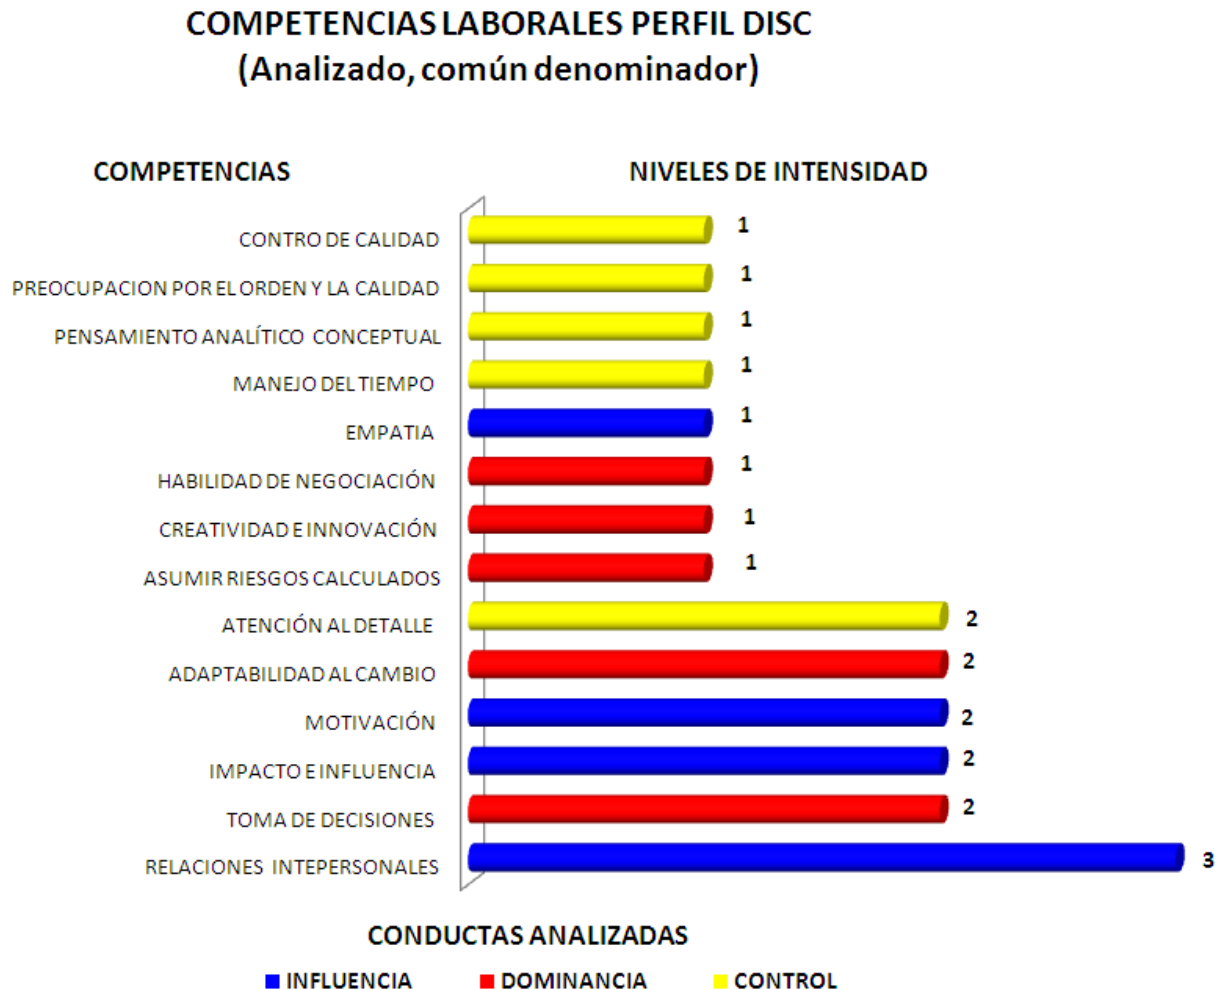 COMPETENCIAS LABORALES PERFIL DISC
(Analizado, común denominador)
COMPETENCIAS NIVELES DE INTENSIDAD
CONTRO DE CALIDAD 1
PREOCUPACION POR EL ORDEN Y LA CALIDAD 1
PENSAMIENTO ANALÍTICO CONCEPTUAL 1
MANEJO DEL TIEMPO 1
EMPATIA 1
HABILIDAD DE NEGOCIACIÓN 1
CREATIVIDAD E INNOVACIÓN 1
ASUMIR RIESGOS CALCULADOS 1
ATENCIÓN AL DETALLE 2
ADAPTABILIDAD AL CAMBIO 2
MOTIVACIÓN 2
IMPACTO E INFLUENCIA 2
TOMA DE DECISIONES 2
RELACIONES INTEPERSONALES 3
CONDUCTAS ANALIZADAS
INFLUENCIA DOMINANCIA CONTROL